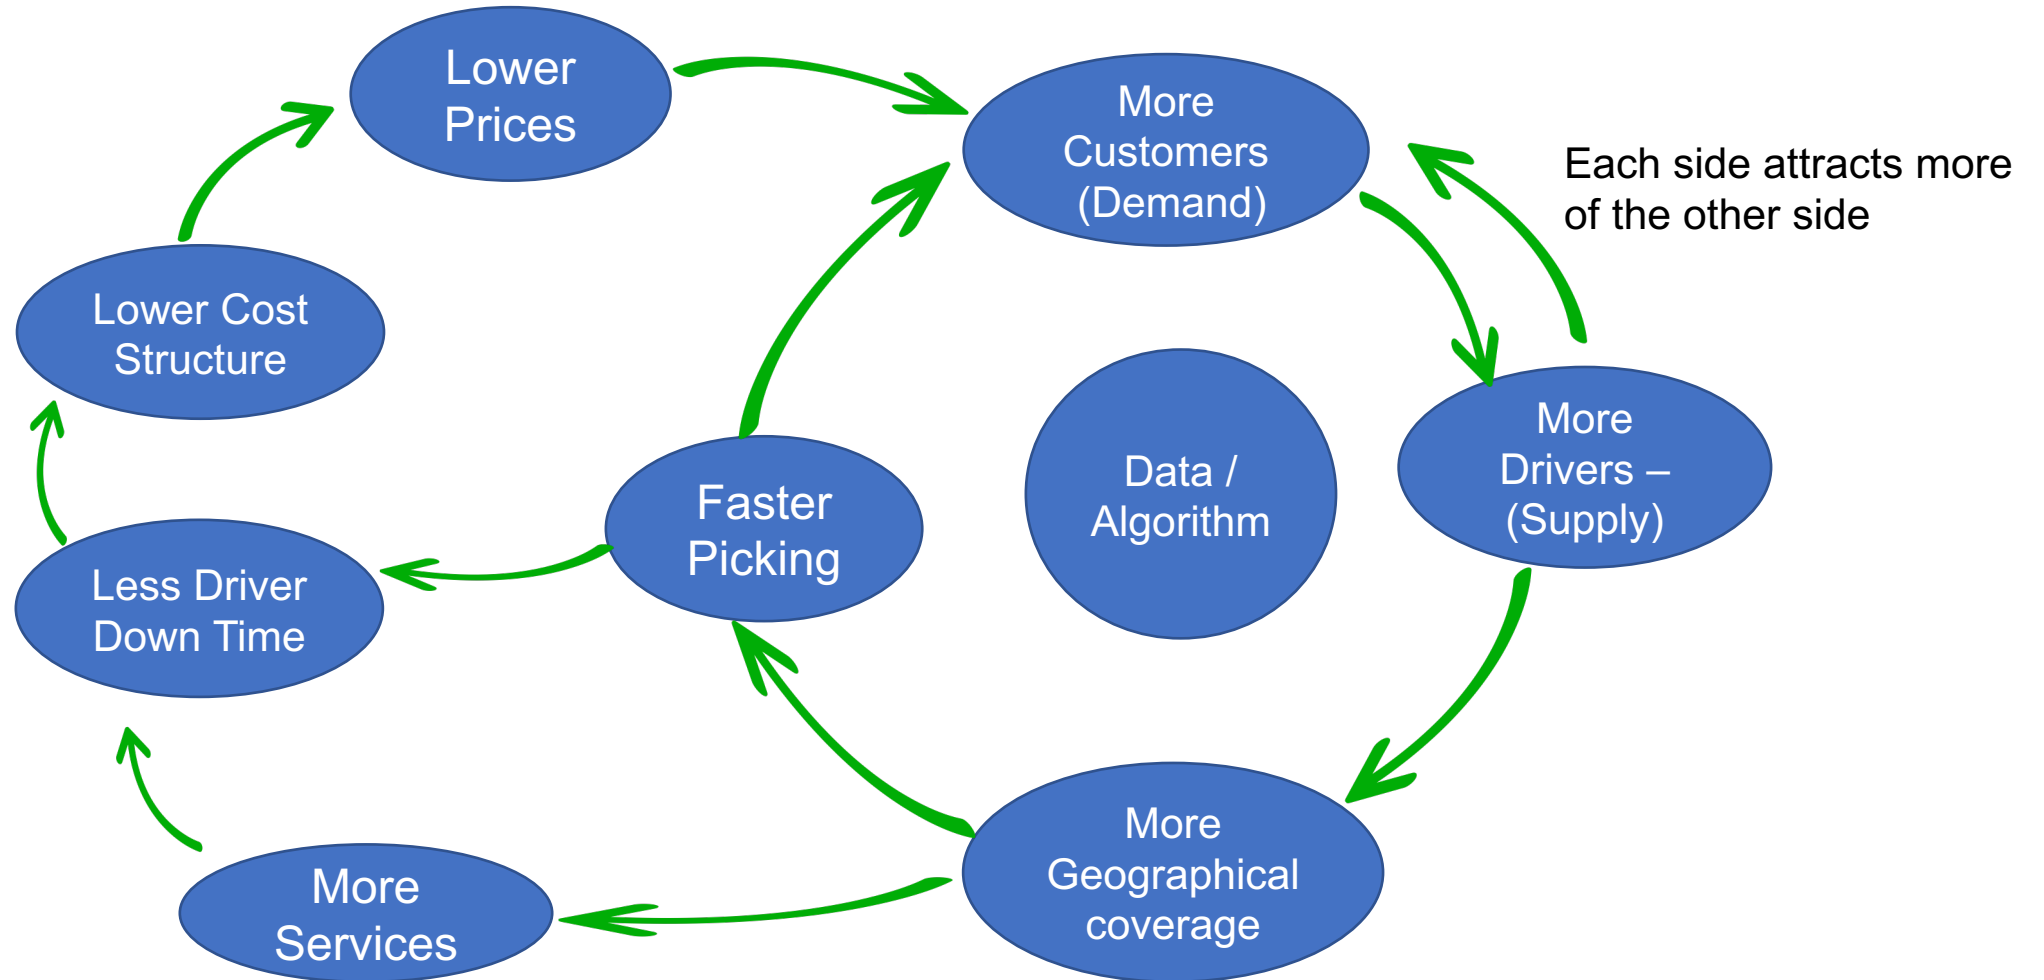 Lower
Prices
More
Customers
(Demand)
Each side attracts more
of the other side
Lower Cost
Structure
More
Drivers –
(Supply)
Data /
Algorithm
Faster
Picking
Less Driver
Down Time
More
Geographical
coverage
More
Services